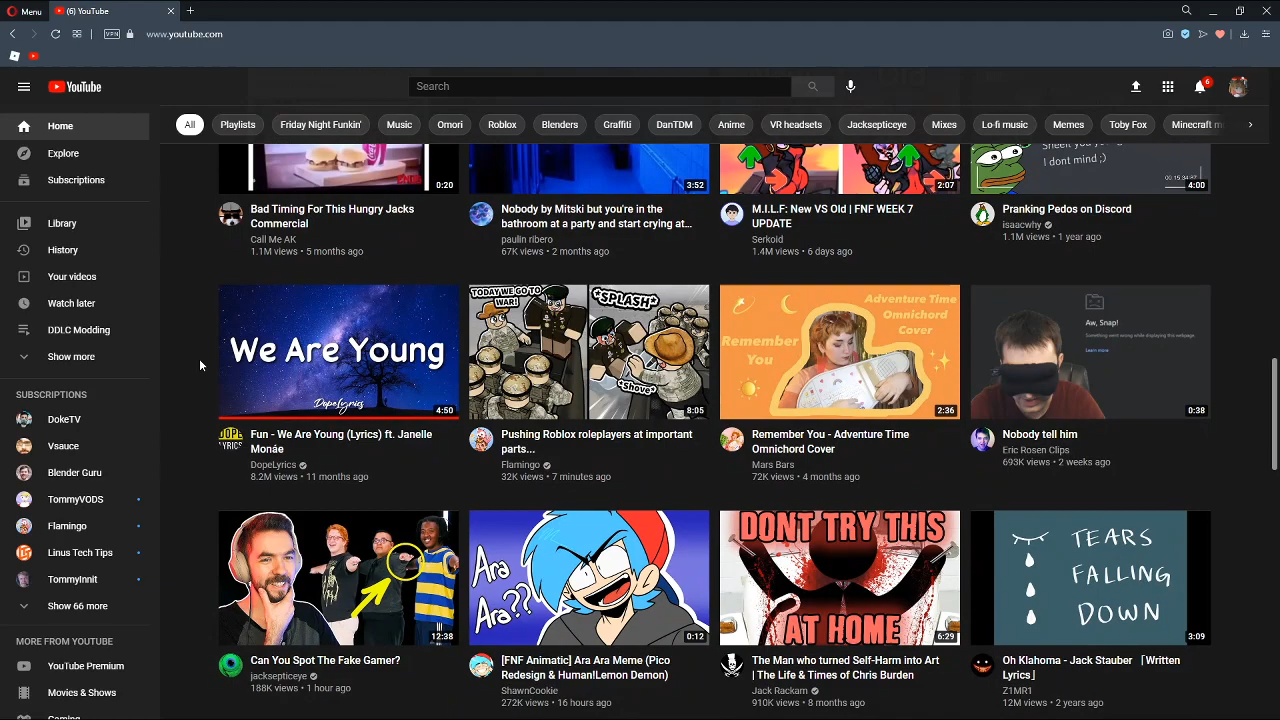 Menu
(6) YouTube
VPN
www.youtube.com
YouTube
Search
6
Home
Explore
Subscriptions
Library
History
Your videos
Watch later
DDLC Modding
Show more
SUBSCRIPTIONS
DokeTV
Vsauce
Blender Guru
TommyVODS
Flamingo
Linus Tech Tips
TommyInnit
Show 66 more
MORE FROM YOUTUBE
YouTube Premium
Movies & Shows
Gaming
All
Playlists
Friday Night Funkin'
Music
Omori
Roblox
Blenders
Graffiti
DanTDM
Anime
VR headsets
Jacksepticeye
Mixes
Lo-fi music
Memes
Toby Fox
Minecraft
0:20
Bad Timing For This Hungry Jacks
Commercial
Call Me AK
1.1M views • 5 months ago
3:52
Nobody by Mitski but you're in the
bathroom at a party and start crying at...
paulin ribero
67K views • 2 months ago
2:07
M.I.L.F: New VS Old | FNF WEEK 7
UPDATE
SerkoId
1.4M views • 6 days ago
I dont mind ;)
4:00
Pranking Pedos on Discord
isaacwhy
1.1M views • 1 year ago
We Are Young
DopeLyrics
4:50
DOPE
LYRICS
Fun - We Are Young (Lyrics) ft. Janelle
Monáe
DopeLyrics
8.2M views • 11 months ago
TODAY WE GO TO
WAR!
*SPLASH*
*Shove*
8:05
Pushing Roblox roleplayers at important
parts...
Flamingo
32K views • 7 minutes ago
Adventure Time
Omnichord
Cover
Remember
You
2:36
Remember You - Adventure Time
Omnichord Cover
Mars Bars
72K views • 4 months ago
Aw, Snap!
Something went wrong while displaying this webpage.
Learn more
0:38
Nobody tell him
Eric Rosen Clips
693K views • 2 weeks ago
12:38
Can You Spot The Fake Gamer?
jacksepticeye
188K views • 1 hour ago
Ara
Ara??
0:12
[FNF Animatic] Ara Ara Meme (Pico
Redesign & Human!Lemon Demon)
ShawnCookie
272K views • 16 hours ago
DONT TRY THIS
AT HOME
6:29
The Man who turned Self-Harm into Art
| The Life & Times of Chris Burden
Jack Rackam
910K views • 8 months ago
TEARS
FALLING
DOWN
3:09
Oh Klahoma - Jack Stauber 「Written
Lyrics」
Z1MR1
12M views • 2 years ago